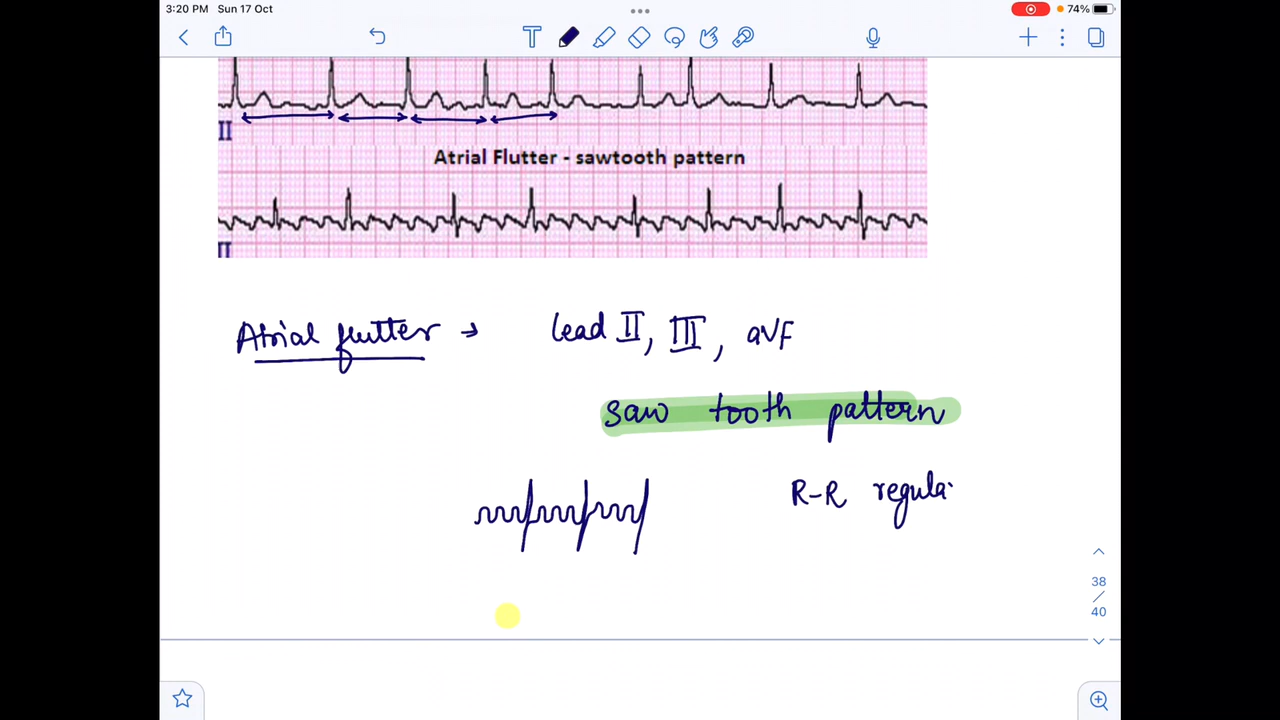 3:20 PM Sun 17 Oct
74%
T
II
Atrial Flutter - sawtooth pattern
II
Atrial flutter → lead II, III, aVF
saw tooth pattern
R-R regula
38
/
40